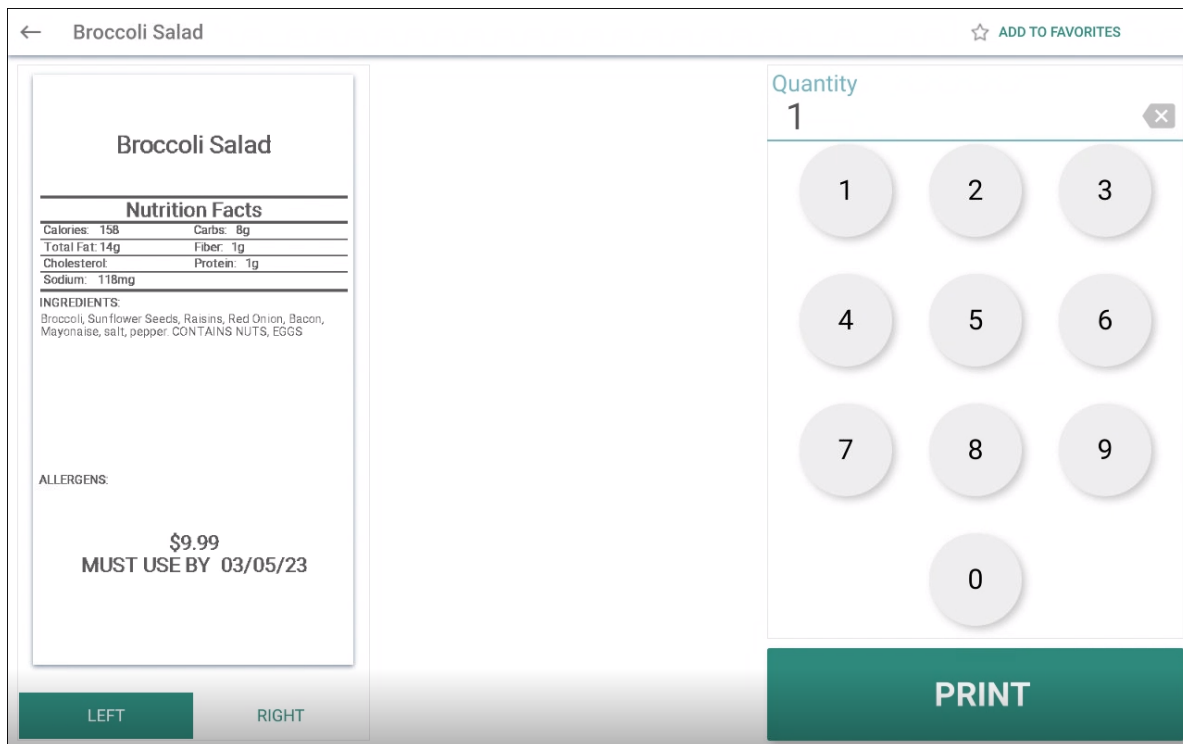 Broccoli Salad
ADD TO FAVORITES
Broccoli Salad
Nutrition Facts
Calories: 158 Carbs: 8g
Total Fat: 14g Fiber: 1g
Cholesterol: Protein: 1g
Sodium: 118mg
INGREDIENTS:
Broccoli, Sunflower Seeds, Raisins, Red Onion, Bacon,
Mayonaise, salt, pepper. CONTAINS NUTS, EGGS
ALLERGENS:
$9.99
MUST USE BY 03/05/23
LEFT RIGHT
Quantity
1
1 2 3
4 5 6
7 8 9
0
PRINT